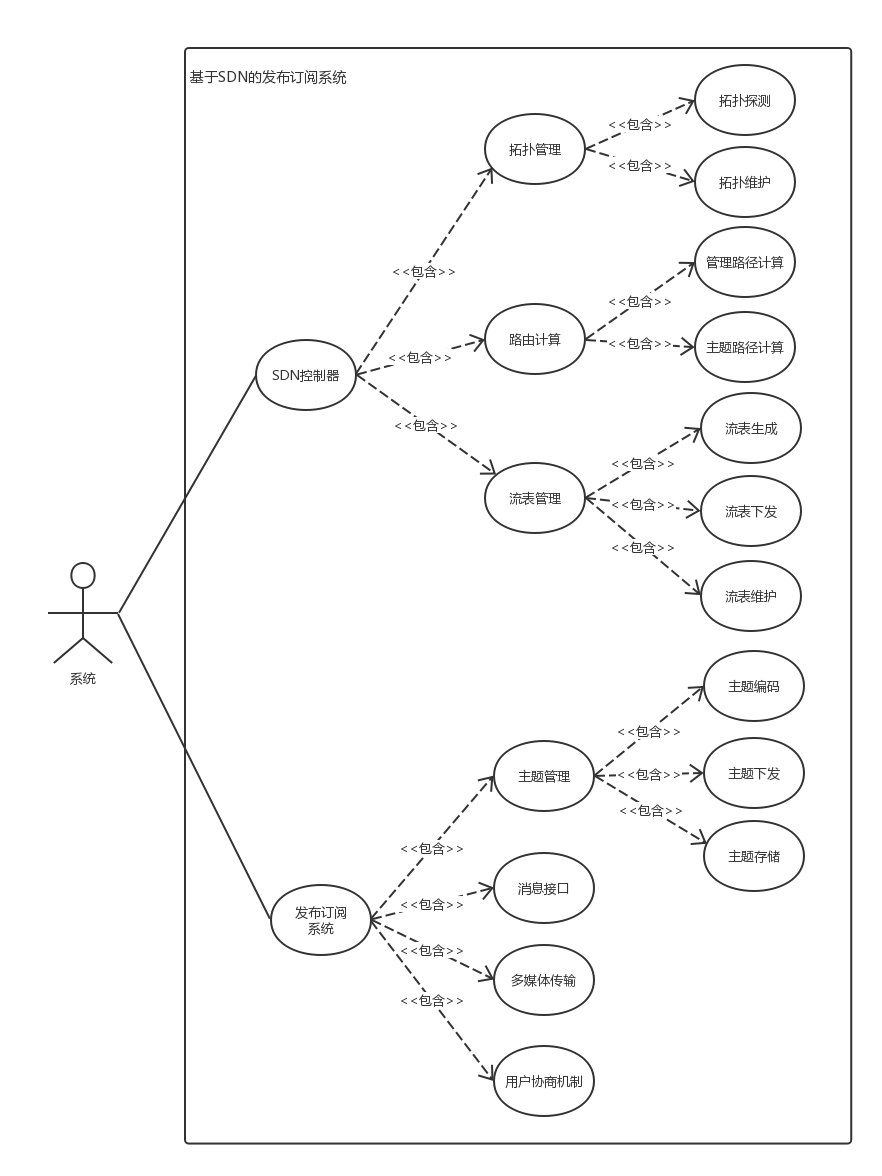 基于SDN的发布订阅系统
拓扑探测
<<包含>>
拓扑管理
<<包含>>
拓扑维护
管理路径计算
<<包含>>
<<包含>>
路由计算
<<包含>>
主题路径计算
<<包含>>
SDN控制器
<<包含>>
流表生成
<<包含>>
流表管理
<<包含>>
流表下发
<<包含>>
流表维护
系统
主题编码
<<包含>>
主题管理
<<包含>>
主题下发
<<包含>>
主题存储
<<包含>>
消息接口
<<包含>>
发布订阅
系统
<<包含>>
多媒体传输
<<包含>>
用户协商机制